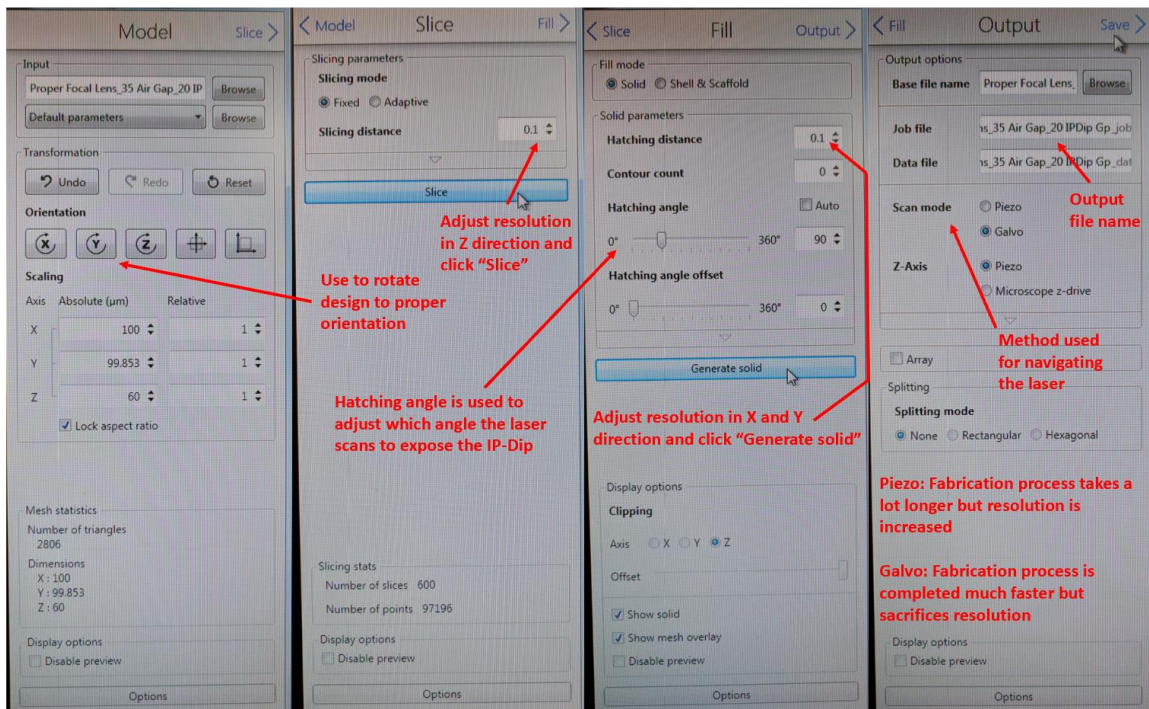 Model
Slice >
Input
Proper Focal Lens_35 Air Gap_20 IP
Browse
Default parameters
Browse
Transformation
Undo
Redo
Reset
Orientation
X
Y
Z
Scaling
Axis Absolute (µm) Relative
X 100 1
Y 99.853 1
Z 60 1
Lock aspect ratio
Use to rotate
design to proper
orientation
Mesh statistics
Number of triangles
2806
Dimensions
X : 100
Y : 99.853
Z : 60
Display options
Disable preview
Options
< Model
Slice
Fill >
Slicing parameters
Slicing mode
Fixed Adaptive
Slicing distance 0.1
Slice
Adjust resolution
in Z direction and
click “Slice”
Hatching angle is used to
adjust which angle the laser
scans to expose the IP-Dip
Slicing stats
Number of slices 600
Number of points 97196
Display options
Disable preview
Options
< Slice
Fill
Output >
Fill mode
Solid Shell & Scaffold
Solid parameters
Hatching distance 0.1
Contour count 0
Hatching angle Auto
0° 360° 90
Hatching angle offset
0° 360° 0
Generate solid
Adjust resolution in X and Y
direction and click “Generate solid”
Display options
Clipping
Axis X Y Z
Offset
Show solid
Show mesh overlay
Disable preview
Options
< Fill
Output
Save >
Output options
Base file name Proper Focal Lens_ Browse
Job file ns_35 Air Gap_20 IPDip Gp_job
Data file ns_35 Air Gap_20 IPDip Gp_dat
Output
file name
Scan mode Piezo
Galvo
Z-Axis Piezo
Microscope z-drive
Method used
for navigating
the laser
Array
Splitting
Splitting mode
None Rectangular Hexagonal
Piezo: Fabrication process takes a
lot longer but resolution is
increased
Galvo: Fabrication process is
completed much faster but
sacrifices resolution
Display options
Disable preview
Options